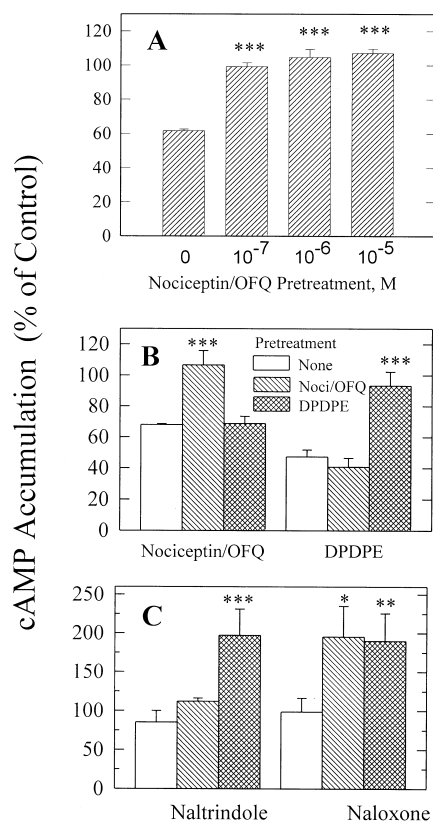 cAMP Accumulation (% of Control)
A
***
***
***
120
100
80
60
40
20
0
0
10-7
10-6
10-5
Nociceptin/OFQ Pretreatment, M
B
***
Pretreatment
None
Noci/OFQ
DPDPE
***
120
100
80
60
40
20
0
Nociceptin/OFQ
DPDPE
C
***
*
**
250
200
150
100
50
0
Naltrindole
Naloxone